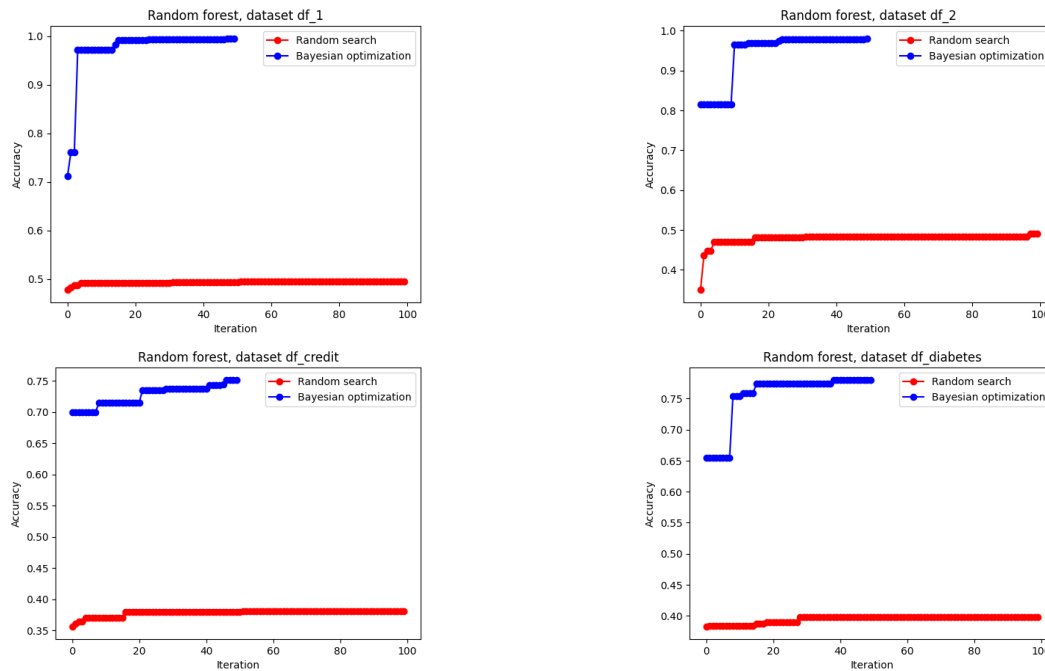 Random forest, dataset df_1
1.0
0.9
0.8
0.7
0.6
0.5
Accuracy
0 20 40 60 80 100
Iteration
Random search
Bayesian optimization
Random forest, dataset df_2
1.0
0.9
0.8
0.7
0.6
0.5
0.4
Accuracy
0 20 40 60 80 100
Iteration
Random search
Bayesian optimization
Random forest, dataset df_credit
0.75
0.70
0.65
0.60
0.55
0.50
0.45
0.40
0.35
Accuracy
0 20 40 60 80 100
Iteration
Random search
Bayesian optimization
Random forest, dataset df_diabetes
0.75
0.70
0.65
0.60
0.55
0.50
0.45
0.40
Accuracy
0 20 40 60 80 100
Iteration
Random search
Bayesian optimization